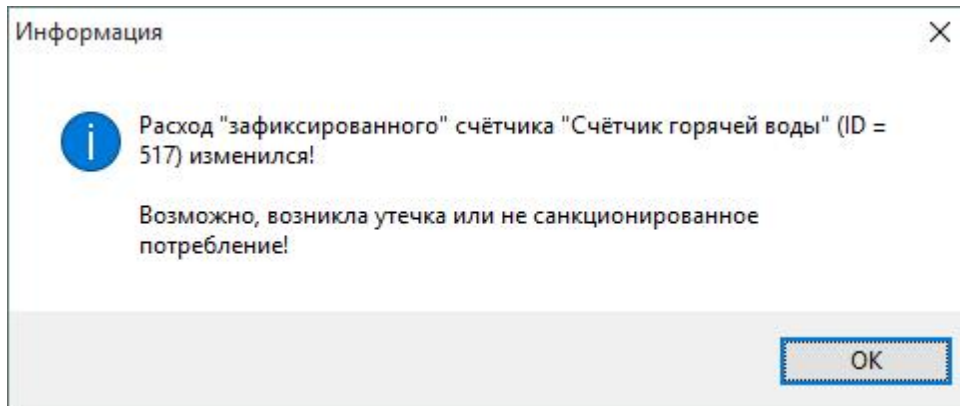 Информация
Расход "зафиксированного" счётчика "Счётчик горячей воды" (ID =
517) изменился!
Возможно, возникла утечка или не санкционированное
потребление!
OK